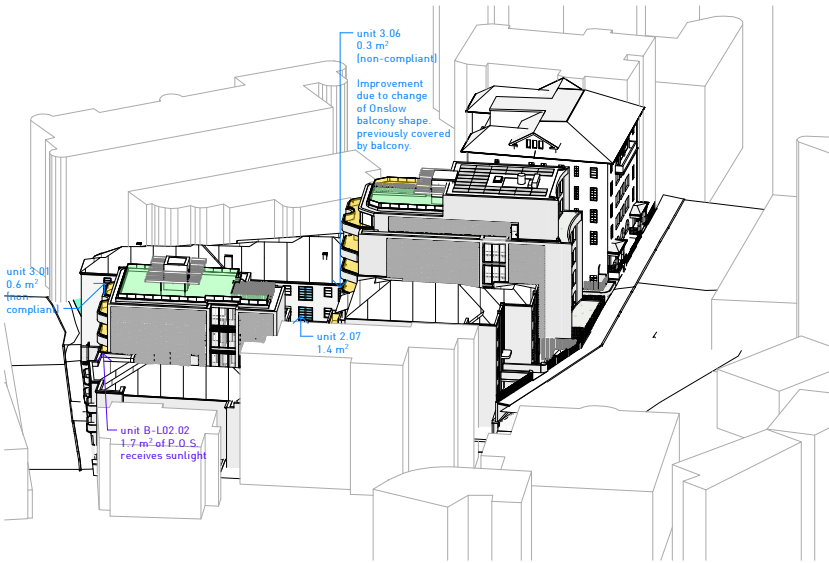 unit 3.06
0.3 m²
(non-compliant)
Improvement
due to change
of Onslow
balcony shape.
previously covered
by balcony.
unit 3.01
0.6 m²
(non-
compliant)
unit 2.07
1.4 m²
unit B-L02.02
1.7 m² of P.O.S.
receives sunlight